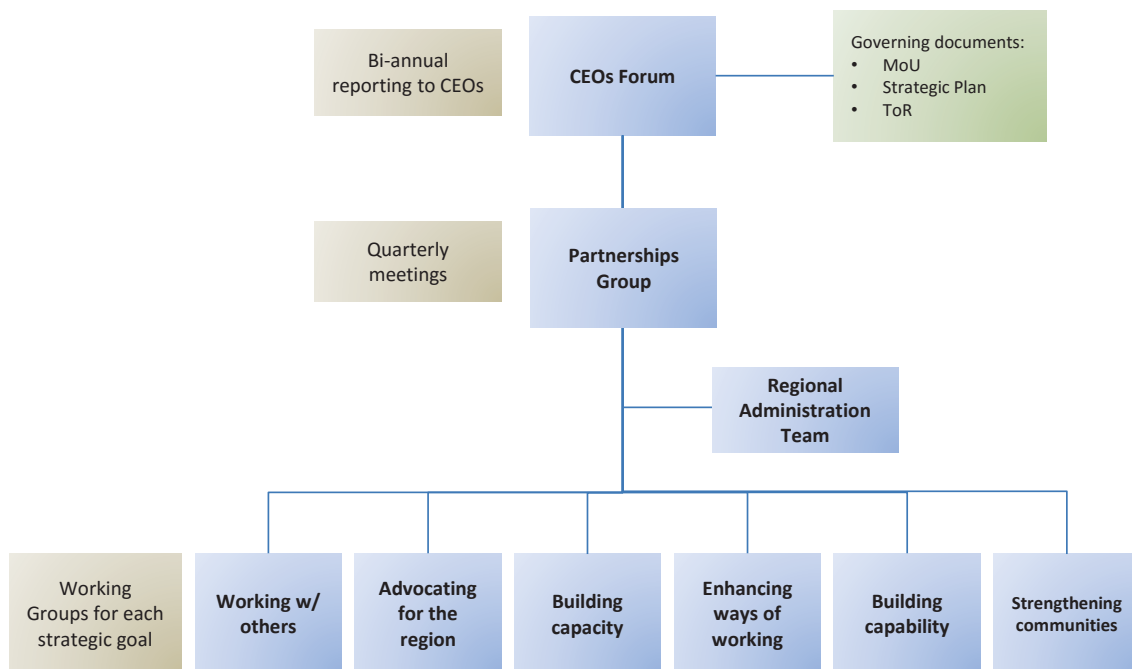 Bi-annual
reporting to CEOs
CEOs Forum
Governing documents:
• MoU
• Strategic Plan
• ToR
Quarterly
meetings
Partnerships
Group
Regional
Administration
Team
Working
Groups for each
strategic goal
Working w/
others
Advocating
for the
region
Building
capacity
Enhancing
ways of
working
Building
capability
Strengthening
communities